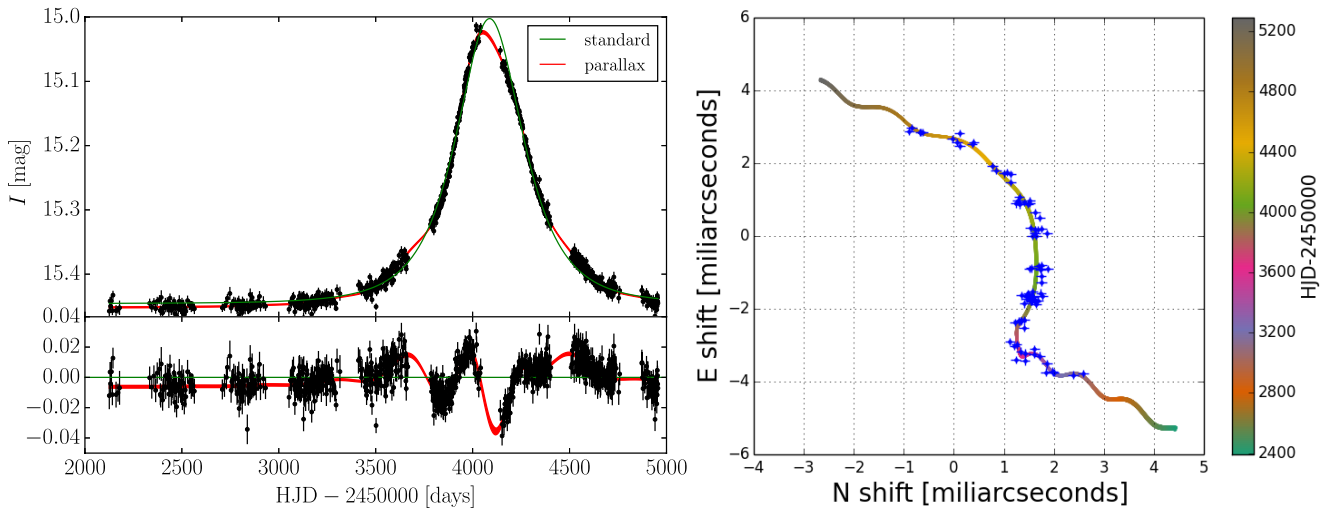 15.0
15.1
15.2
15.3
15.4
I [mag]
standard
parallax
0.04
0.02
0.00
−0.02
−0.04
2000 2500 3000 3500 4000 4500 5000
HJD − 2450000 [days]
6
4
2
0
−2
−4
−6
E shift [miliarcseconds]
−4 −3 −2 −1 0 1 2 3 4 5
N shift [miliarcseconds]
5200
4800
4400
4000
3600
3200
2800
2400
HJD-2450000